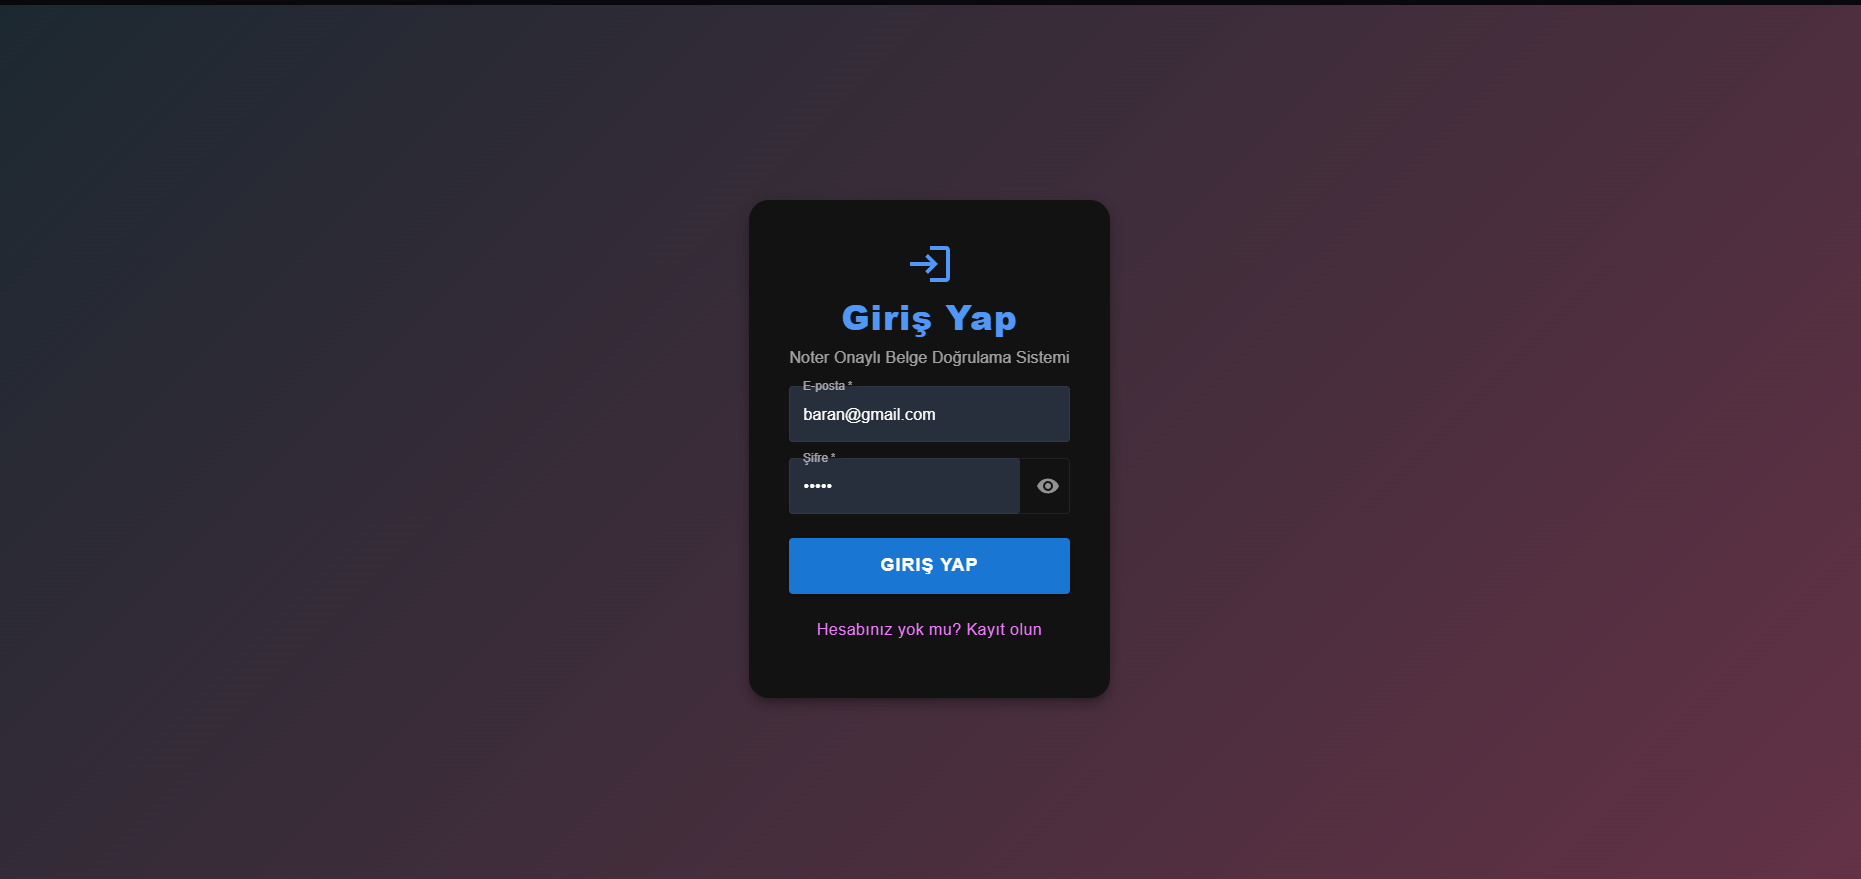 Giriş Yap
Noter Onaylı Belge Doğrulama Sistemi
E-posta *
baran@gmail.com
Şifre *
•••••
GIRIŞ YAP
Hesabınız yok mu? Kayıt olun